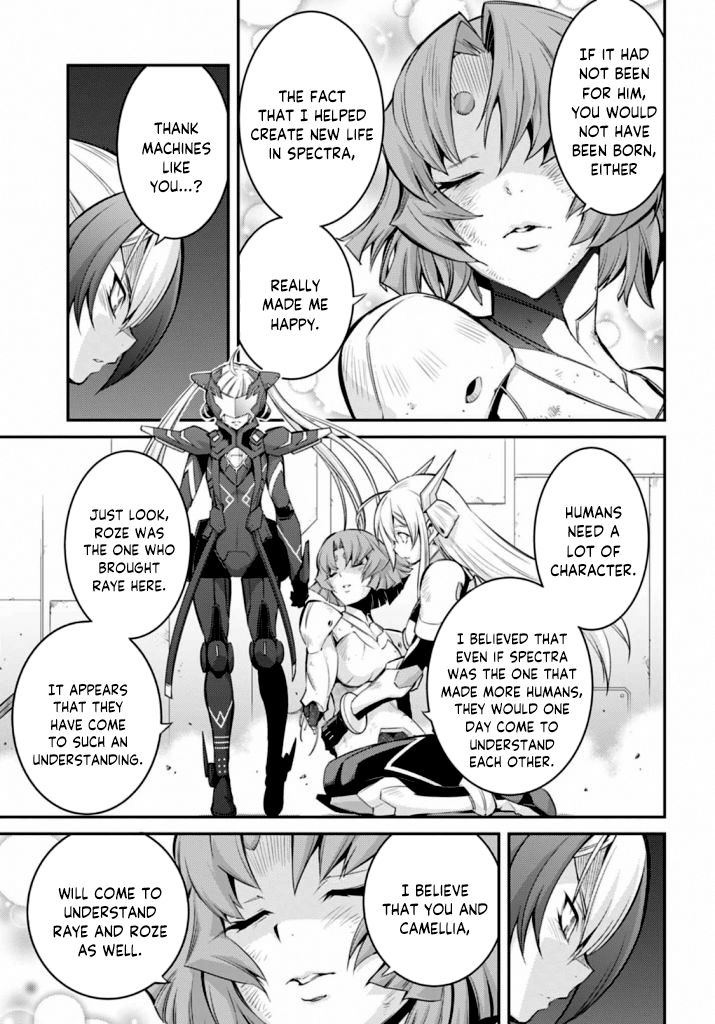 IF IT HAD
NOT BEEN
FOR HIM,
YOU WOULD
NOT HAVE
BEEN BORN,
EITHER
THE FACT
THAT I HELPED
CREATE NEW LIFE
IN SPECTRA,
REALLY
MADE ME
HAPPY.
THANK
MACHINES
LIKE
YOU...?
HUMANS
NEED A
LOT OF
CHARACTER.
I BELIEVED THAT
EVEN IF SPECTRA
WAS THE ONE THAT
MADE MORE HUMANS,
THEY WOULD ONE
DAY COME TO
UNDERSTAND
EACH OTHER.
JUST LOOK,
ROZE WAS
THE ONE WHO
BROUGHT
RAYE HERE.
IT APPEARS
THAT THEY
HAVE COME
TO SUCH AN
UNDERSTANDING.
I BELIEVE
THAT YOU AND
CAMELLIA,
WILL COME TO
UNDERSTAND
RAYE AND ROZE
AS WELL.